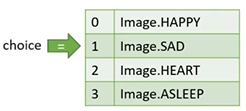 choice = 0 Image.HAPPY
1 Image.SAD
2 Image.HEART
3 Image.ASLEEP